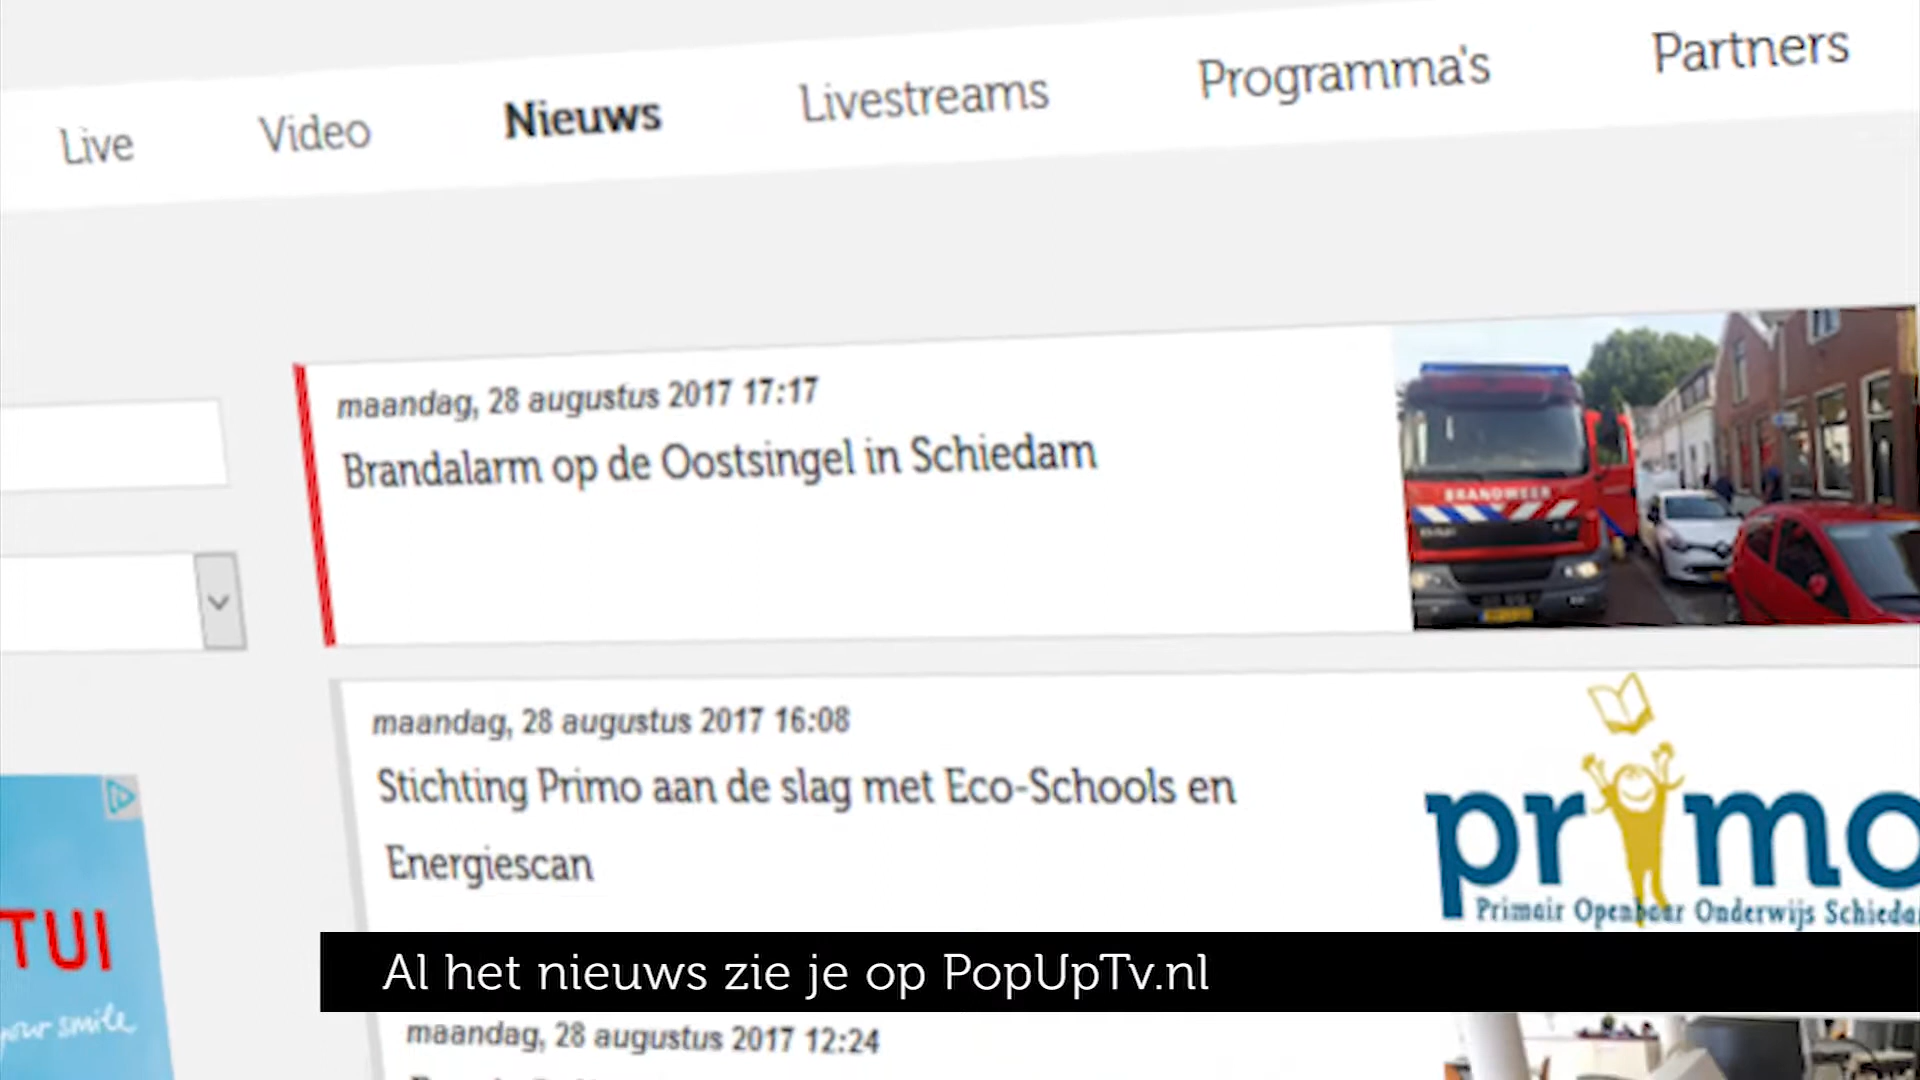 Live Video Nieuws Livestreams Programma's Partners
maandag, 28 augustus 2017 17:17
Brandalarm op de Oostsingel in Schiedam
BRANDWEER
maandag, 28 augustus 2017 16:08
Stichting Primo aan de slag met Eco-Schools en
Energiescan
primo
Primair Openbaar Onderwijs
TUI
your smile
Al het nieuws zie je op PopUpTv.nl
maandag, 28 augustus 2017 12:24